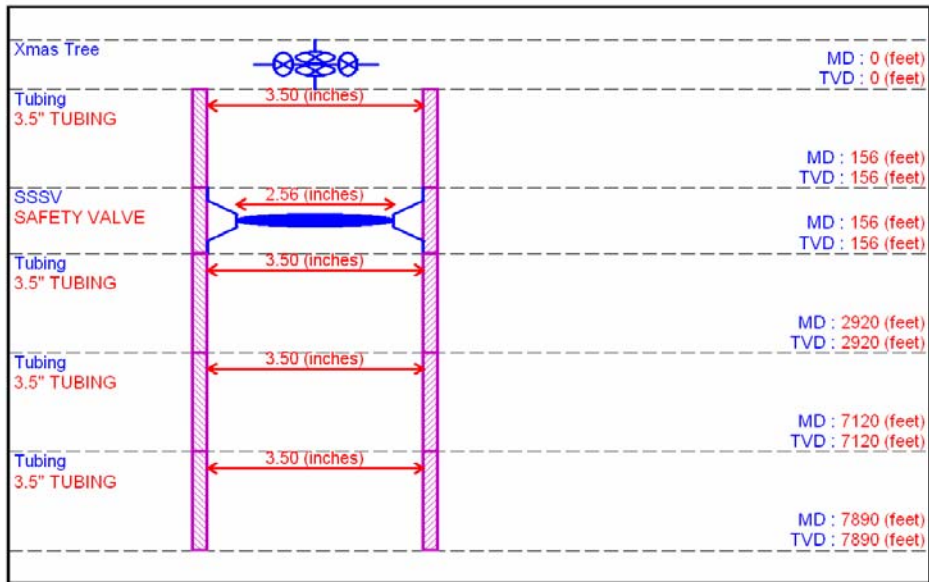 Xmas Tree
MD : 0 (feet)
TVD : 0 (feet)
Tubing
3.5" TUBING
3.50 (inches)
MD : 156 (feet)
TVD : 156 (feet)
SSSV
SAFETY VALVE
2.56 (inches)
MD : 156 (feet)
TVD : 156 (feet)
Tubing
3.5" TUBING
3.50 (inches)
MD : 2920 (feet)
TVD : 2920 (feet)
Tubing
3.5" TUBING
3.50 (inches)
MD : 7120 (feet)
TVD : 7120 (feet)
Tubing
3.5" TUBING
3.50 (inches)
MD : 7890 (feet)
TVD : 7890 (feet)